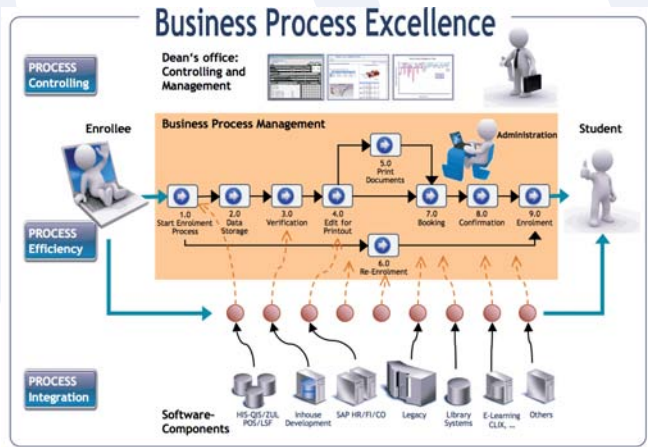 Business Process Excellence
PROCESS
Controlling
Dean's office:
Controlling and
Management
Enrollee
Business Process Management
Administration
Student
5.0
Print
Documents
1.0
Start Enrolment
Process
2.0
Data
Storage
3.0
Verification
4.0
Edit for
Printout
7.0
Booking
8.0
Confirmation
9.0
Enrolment
PROCESS
Efficiency
6.0
Re-Enrolment
PROCESS
Integration
Software-
Components
HIS-QIS/ZUL
POS/LSF
Inhouse
Development
SAP HR/FI/CO
Legacy
Library
Systems
E-Learning
CLIX, ...
Others